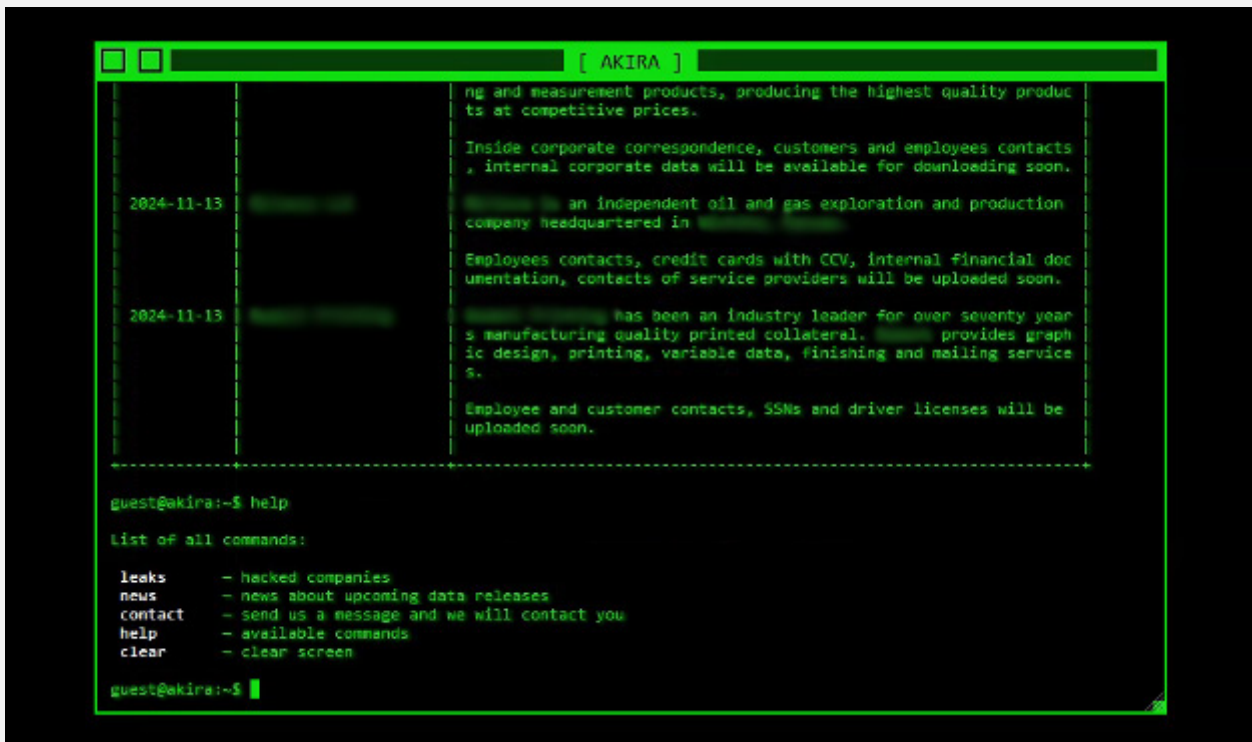 [ AKIRA ]
ng and measurement products, producing the highest quality produc
ts at competitive prices.
Inside corporate correspondence, customers and employees contacts
, internal corporate data will be available for downloading soon.
2024-11-13 | an independent oil and gas exploration and production
company headquartered in
Employees contacts, credit cards with CCV, internal financial doc
umentation, contacts of service providers will be uploaded soon.
2024-11-13 | has been an industry leader for over seventy year
s manufacturing quality printed collateral. provides graph
ic design, printing, variable data, finishing and mailing service
s.
Employee and customer contacts, SSNs and driver licenses will be
uploaded soon.
guest@akira:~$ help
List of all commands:
leaks - hacked companies
news - news about upcoming data releases
contact - send us a message and we will contact you
help - available commands
clear - clear screen
guest@akira:~$